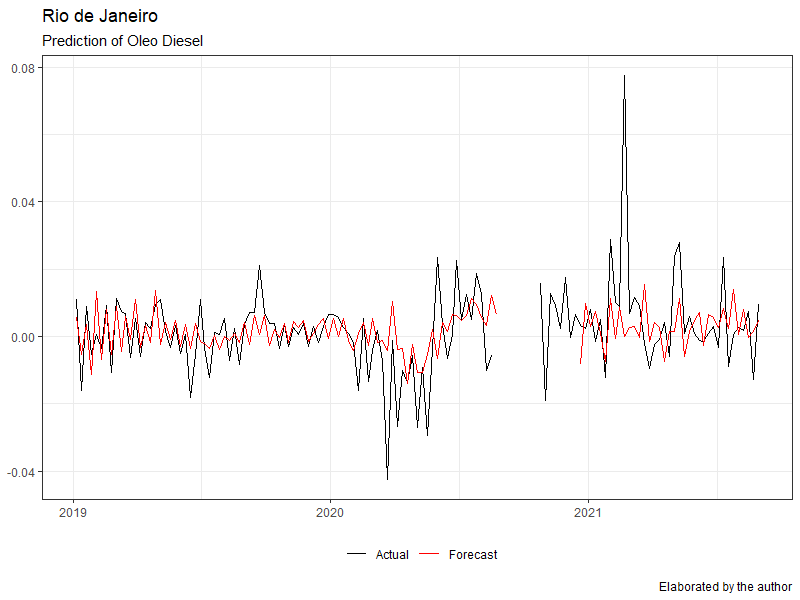 Rio de Janeiro
Prediction of Oleo Diesel
0.08
0.04
0.00
-0.04
2019 2020 2021
Actual Forecast
Elaborated by the author